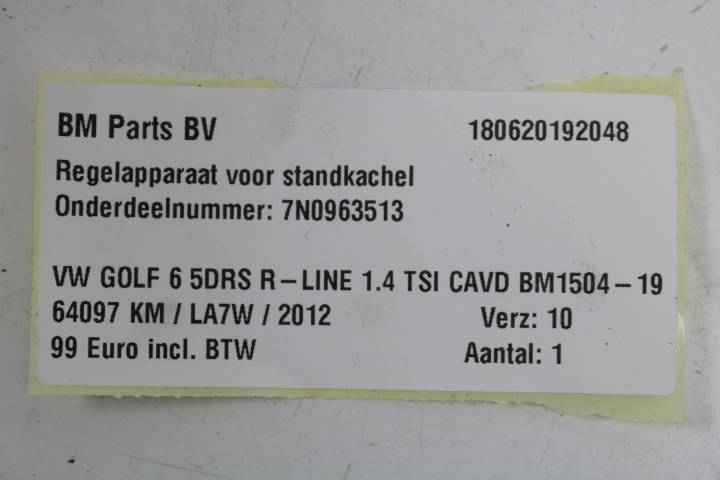 BM Parts BV 180620192048
Regelapparaat voor standkachel
Onderdeelnummer: 7N0963513
VW GOLF 6 5DRS R-LINE 1.4 TSI CAVD BM1504-19
64097 KM / LA7W / 2012 Verz: 10
99 Euro incl. BTW Aantal: 1